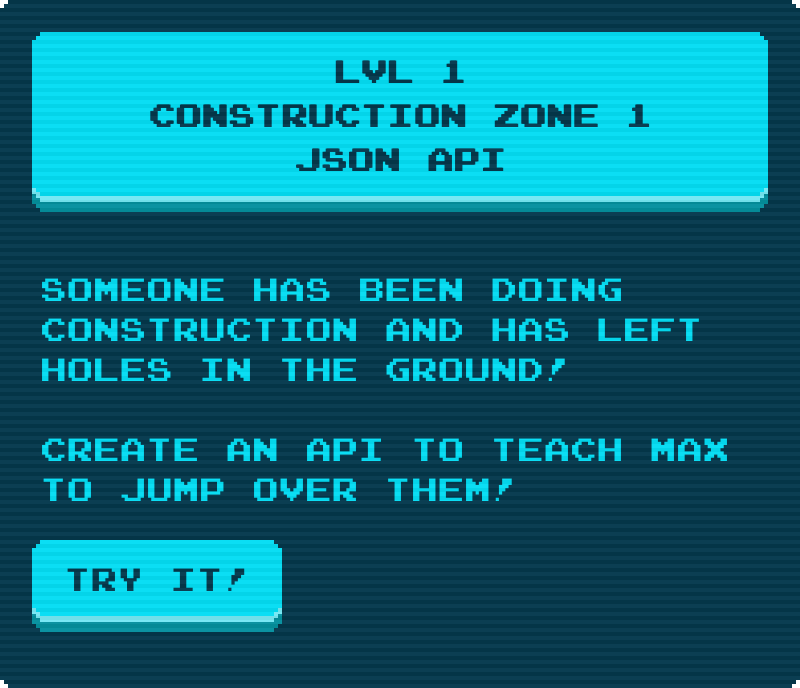 LVL 1
CONSTRUCTION ZONE 1
JSON API
SOMEONE HAS BEEN DOING
CONSTRUCTION AND HAS LEFT
HOLES IN THE GROUND!
CREATE AN API TO TEACH MAX
TO JUMP OVER THEM!
TRY IT!